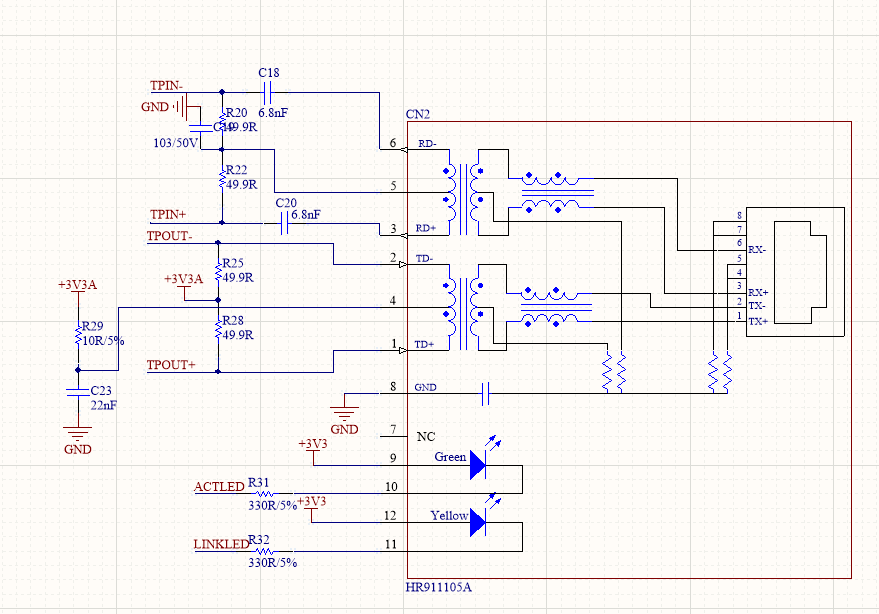 C18
TPIN-
6.8nF
GND
CN2
R20
49.9R
103/50V
6
RD-
R22
49.9R
5
C20
TPIN+
6.8nF
3
RD+
TPOUT-
2
TD-
R25
49.9R
+3V3A
+3V3A
4
R28
49.9R
R29
10R/5%
1
TD+
TPOUT+
C23
22nF
GND
8
GND
GND
7
NC
+3V3
9
Green
10
ACTLED
R31
330R/5%
+3V3
12
Yellow
11
LINKLED
R32
330R/5%
HR911105A
8
7
6
RX-
5
4
3
RX+
2
TX-
1
TX+